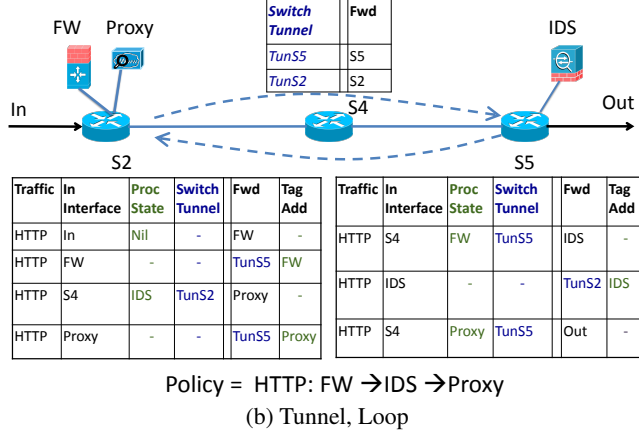 FW Proxy
Switch Tunnel Fwd
TunS5 S5
TunS2 S2
IDS
In
S4
Out
S2
S5
Traffic In Interface Proc State Switch Tunnel Fwd Tag Add
HTTP In Nil - FW -
HTTP FW - - TunS5 FW
HTTP S4 IDS TunS2 Proxy -
HTTP Proxy - - TunS5 Proxy
Traffic In Interface Proc State Switch Tunnel Fwd Tag Add
HTTP S4 FW TunS5 IDS -
HTTP IDS - - TunS2 IDS
HTTP S4 Proxy TunS5 Out -
Policy = HTTP: FW →IDS →Proxy
(b) Tunnel, Loop